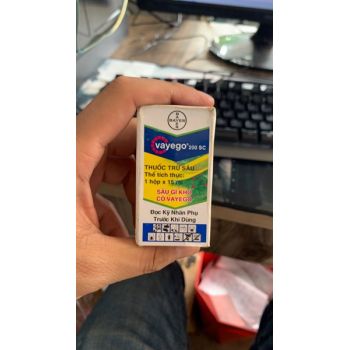 BAYER
vayego® 200 SC
THUỐC TRỪ SÂU
Thể tích thực:
1 hộp x 15 ml
SÂU GÌ KHÓ
CÓ VAYEGO
Đọc Kỹ Nhãn Phụ
Trước Khi Dùng